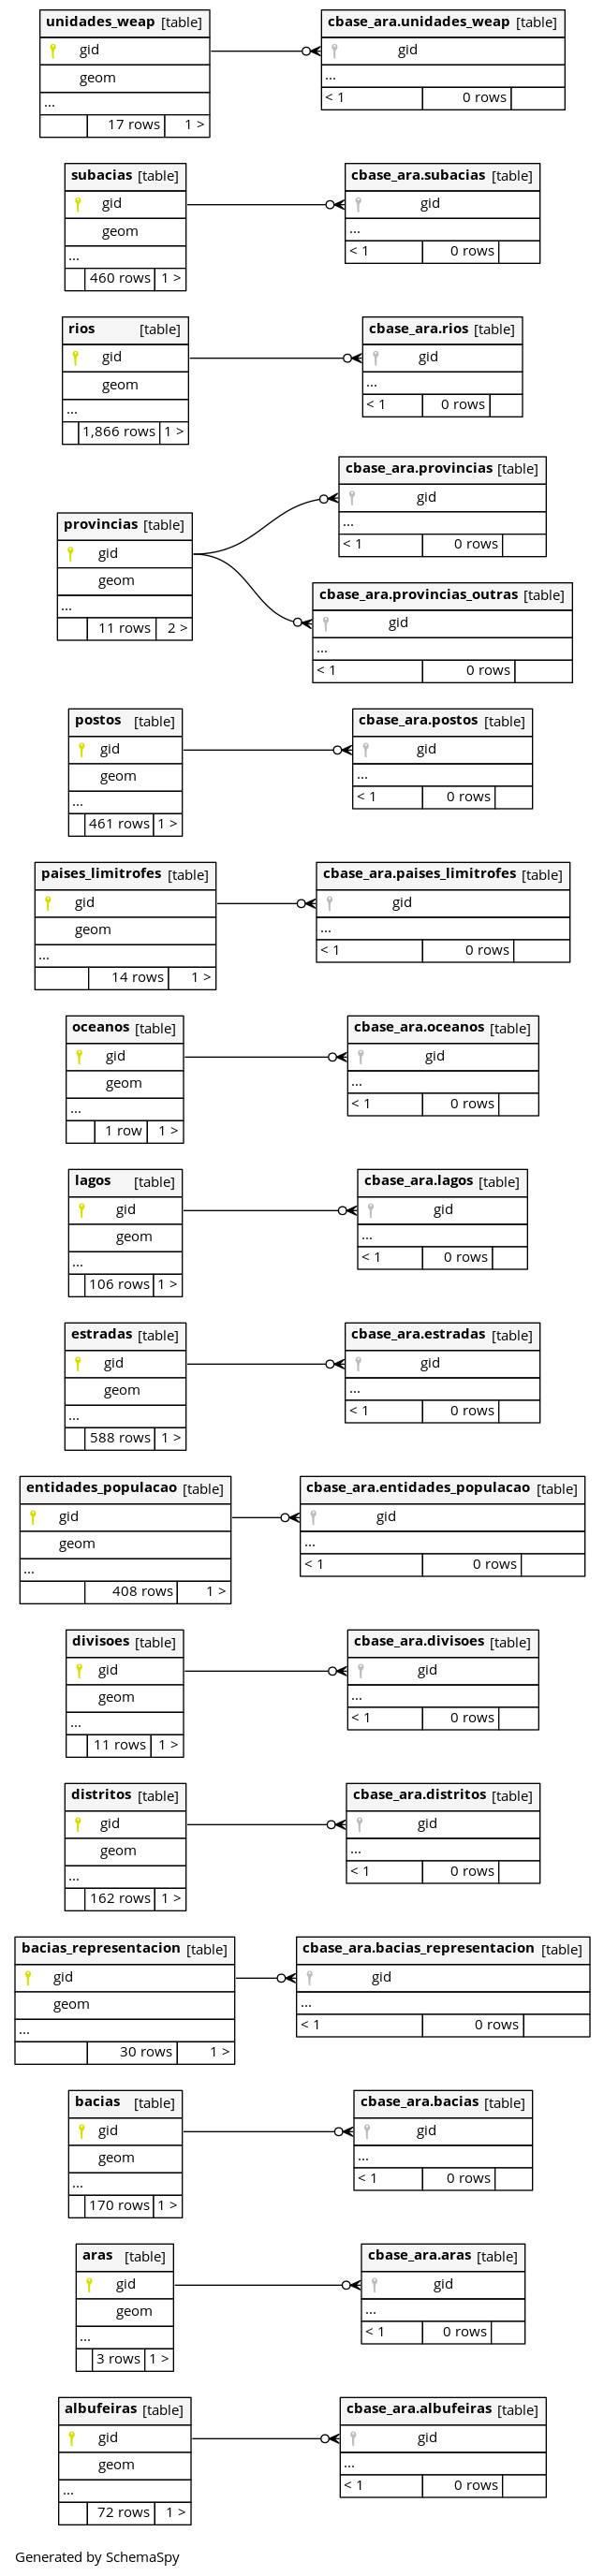 unidades_weap [table]
gid
geom
...
17 rows 1 >
cbase_ara.unidades_weap [table]
gid
...
< 1 0 rows
subacias [table]
gid
geom
...
460 rows 1 >
cbase_ara.subacias [table]
gid
...
< 1 0 rows
rios [table]
gid
geom
...
1,866 rows 1 >
cbase_ara.rios [table]
gid
...
< 1 0 rows
provincias [table]
gid
geom
...
11 rows 2 >
cbase_ara.provincias [table]
gid
...
< 1 0 rows
cbase_ara.provincias_outras [table]
gid
...
< 1 0 rows
postos [table]
gid
geom
...
461 rows 1 >
cbase_ara.postos [table]
gid
...
< 1 0 rows
paises_limitrofes [table]
gid
geom
...
14 rows 1 >
cbase_ara.paises_limitrofes [table]
gid
...
< 1 0 rows
oceanos [table]
gid
geom
...
1 row 1 >
cbase_ara.oceanos [table]
gid
...
< 1 0 rows
lagos [table]
gid
geom
...
106 rows 1 >
cbase_ara.lagos [table]
gid
...
< 1 0 rows
estradas [table]
gid
geom
...
588 rows 1 >
cbase_ara.estradas [table]
gid
...
< 1 0 rows
entidades_populacao [table]
gid
geom
...
408 rows 1 >
cbase_ara.entidades_populacao [table]
gid
...
< 1 0 rows
divisoes [table]
gid
geom
...
11 rows 1 >
cbase_ara.divisoes [table]
gid
...
< 1 0 rows
distritos [table]
gid
geom
...
162 rows 1 >
cbase_ara.distritos [table]
gid
...
< 1 0 rows
bacias_representacion [table]
gid
geom
...
30 rows 1 >
cbase_ara.bacias_representacion [table]
gid
...
< 1 0 rows
bacias [table]
gid
geom
...
170 rows 1 >
cbase_ara.bacias [table]
gid
...
< 1 0 rows
aras [table]
gid
geom
...
3 rows 1 >
cbase_ara.aras [table]
gid
...
< 1 0 rows
albufeiras [table]
gid
geom
...
72 rows 1 >
cbase_ara.albufeiras [table]
gid
...
< 1 0 rows
Generated by SchemaSpy